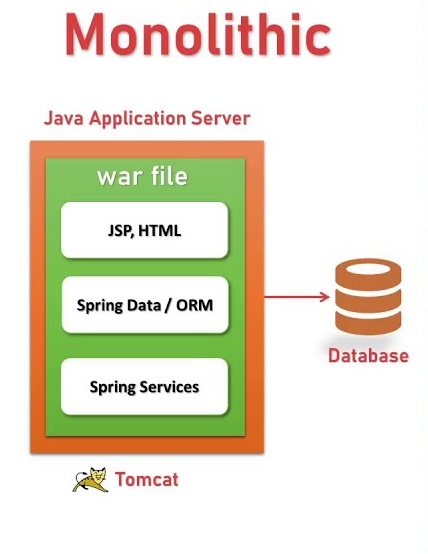 Monolithic
Java Application Server
war file
JSP, HTML
Spring Data / ORM
Spring Services
Database
Tomcat